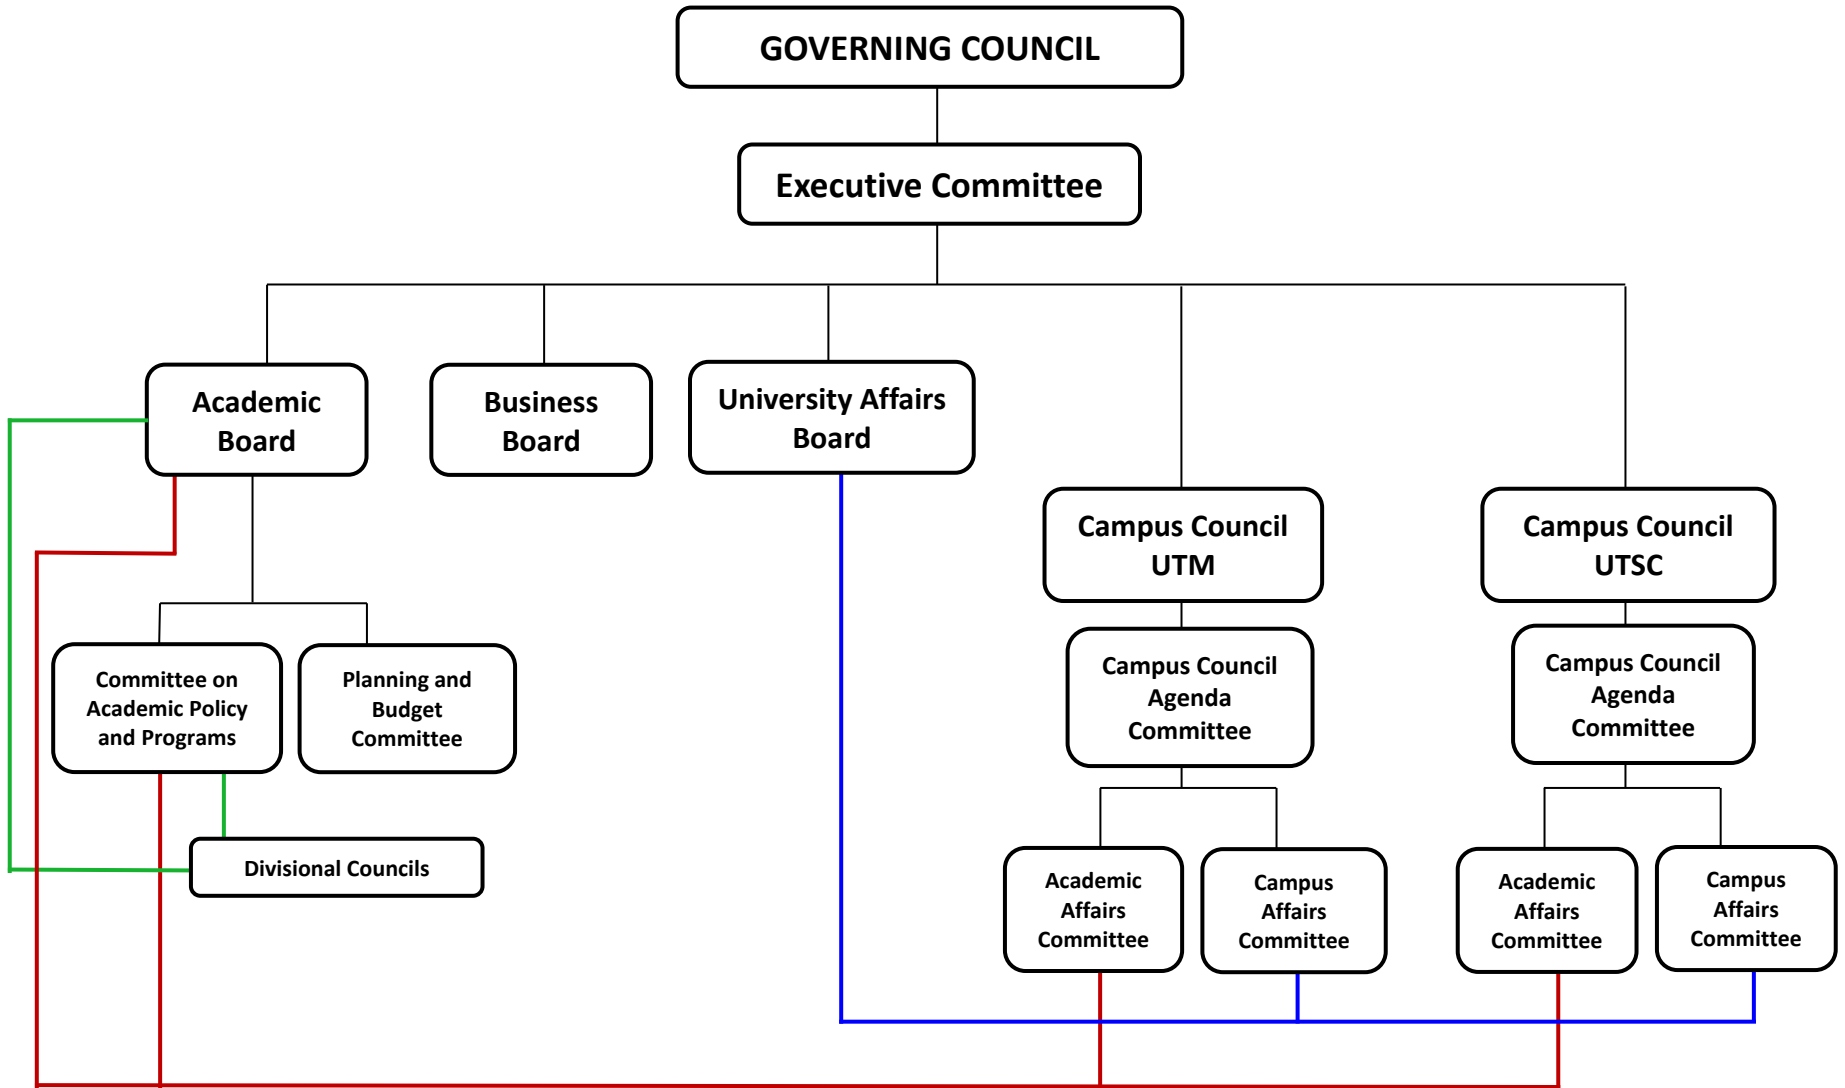 GOVERNING COUNCIL
Executive Committee
Academic
Board
Business
Board
University Affairs
Board
Campus Council
UTM
Campus Council
UTSC
Committee on
Academic Policy
and Programs
Planning and
Budget
Committee
Campus Council
Agenda
Committee
Campus Council
Agenda
Committee
Divisional Councils
Academic
Affairs
Committee
Campus
Affairs
Committee
Academic
Affairs
Committee
Campus
Affairs
Committee